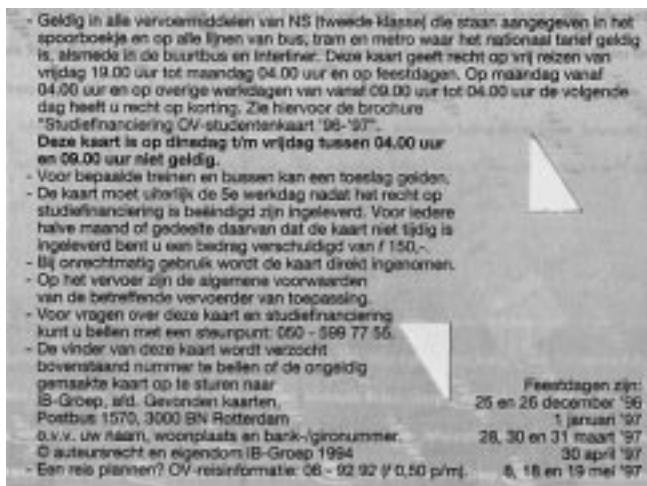 - Geldig in alle vervoermiddelen van NS (tweede klasse) die staan aangegeven in het
spoorboekje en op alle lijnen van bus, tram en metro waar het nationaal tarief geldig
is, alsmede in de buurtbus en Interliner. Deze kaart geeft recht op vrij reizen van
vrijdag 19.00 uur tot maandag 04.00 uur en op feestdagen. Op maandag vanaf
04.00 uur en op overige werkdagen van vanaf 09.00 uur tot 04.00 uur de volgende
dag heeft u recht op korting. Zie hiervoor de brochure
"Studiefinanciering OV-studentenkaart '96-'97".
Deze kaart is op dinsdag t/m vrijdag tussen 04.00 uur
en 09.00 uur niet geldig.
- Voor bepaalde treinen en bussen kan een toeslag gelden.
- De kaart moet uiterlijk de 5e werkdag nadat het recht op
studiefinanciering is beëindigd zijn ingeleverd. Voor iedere
halve maand of gedeelte daarvan dat de kaart niet tijdig is
ingeleverd bent u een bedrag verschuldigd van f 150,-.
- Bij onrechtmatig gebruik wordt de kaart direkt ingenomen.
- Op het vervoer zijn de algemene voorwaarden
van de betreffende vervoerder van toepassing.
- Voor vragen over deze kaart en studiefinanciering
kunt u bellen met een steunpunt: 050 - 599 77 55.
- De vinder van deze kaart wordt verzocht
bovenstaand nummer te bellen of de ongeldig
gemaakte kaart op te sturen naar
IB-Groep, afd. Gevonden kaarten,
Postbus 1570, 3000 BN Rotterdam
o.v.v. uw naam, woonplaats en bank-/gironummer.
© auteursrecht en eigendom IB-Groep 1994
- Een reis plannen? OV-reisinformatie: 06 - 92 92 (f 0,50 p/m).
Feestdagen zijn:
25 en 26 december '96
1 januari '97
28, 30 en 31 maart '97
30 april '97
8, 18 en 19 mei '97